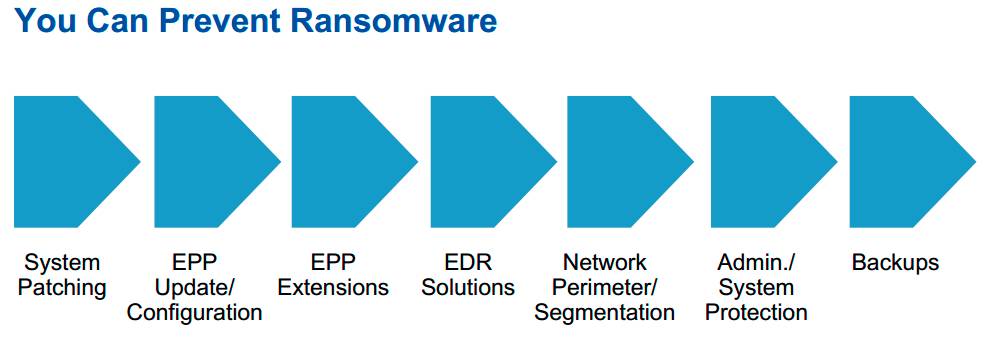 You Can Prevent Ransomware
System
Patching
EPP
Update/
Configuration
EPP
Extensions
EDR
Solutions
Network
Perimeter/
Segmentation
Admin./
System
Protection
Backups